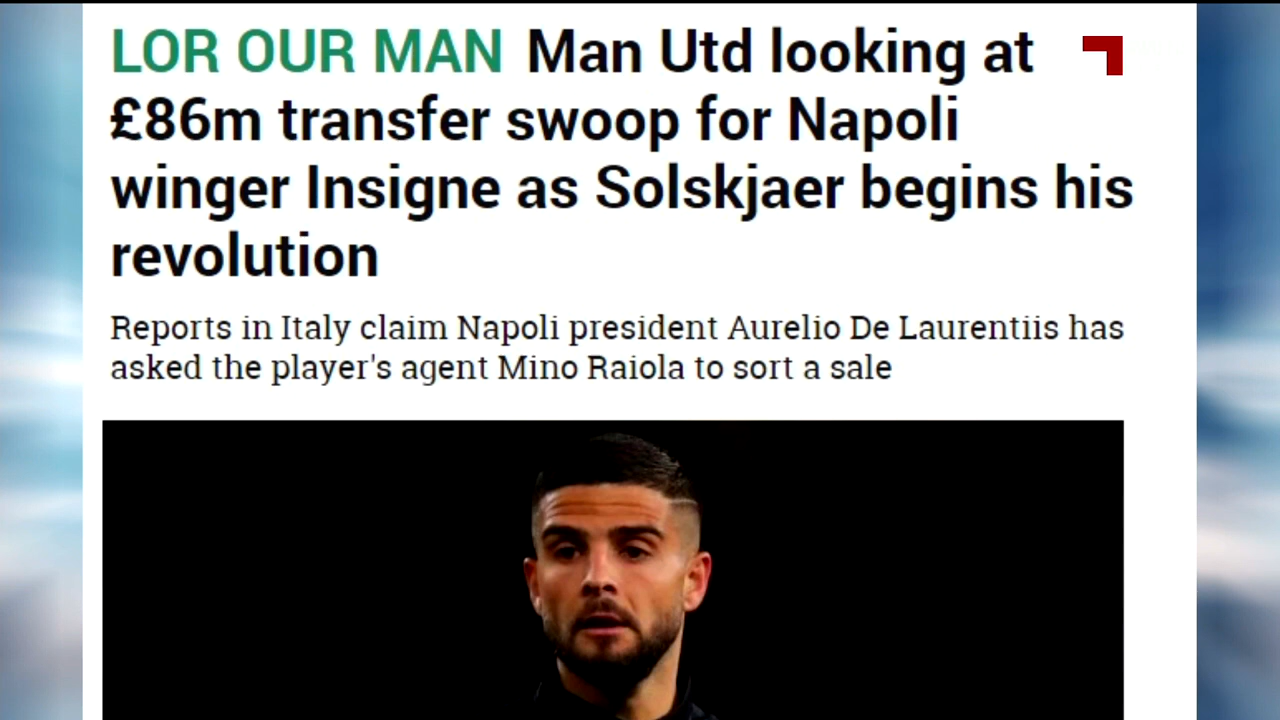 LOR OUR MAN Man Utd looking at
£86m transfer swoop for Napoli
winger Insigne as Solskjaer begins his
revolution
Reports in Italy claim Napoli president Aurelio De Laurentiis has
asked the player's agent Mino Raiola to sort a sale